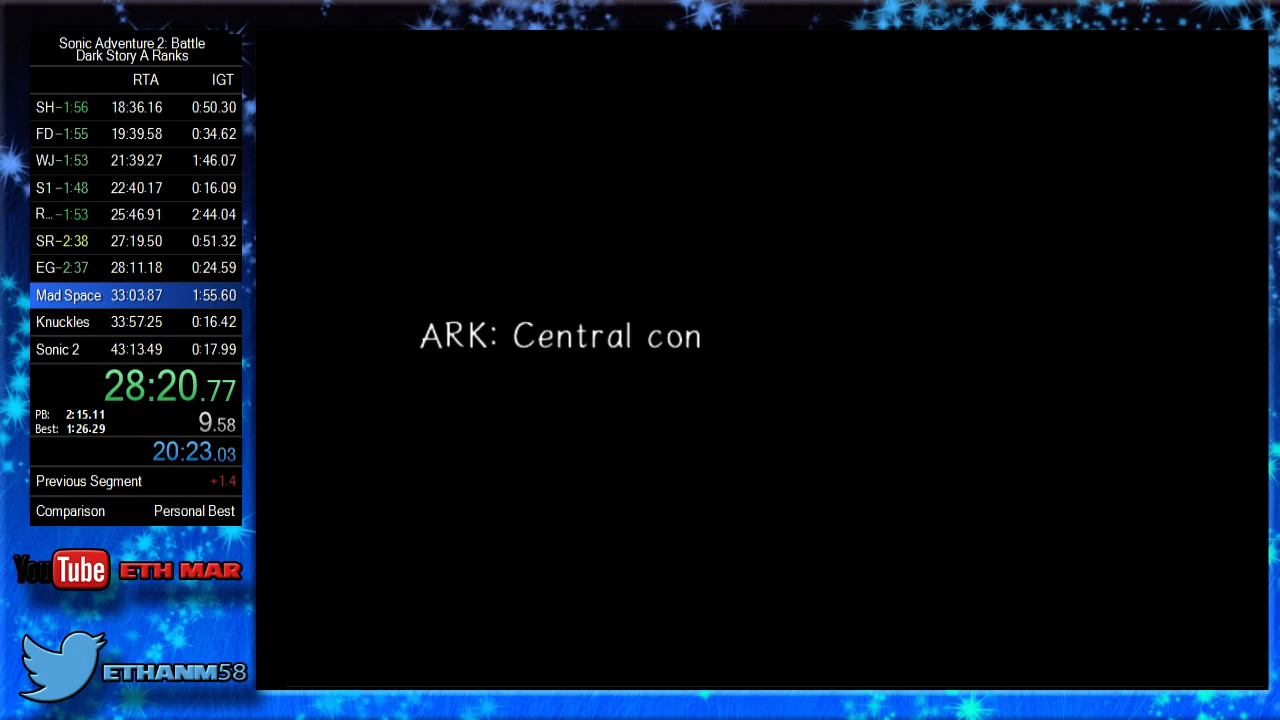 Sonic Adventure 2: Battle
Dark Story A Ranks
RTA IGT
SH -1:56 18:36.16 0:50.30
FD -1:55 19:39.58 0:34.62
WJ -1:53 21:39.27 1:46.07
S1 -1:48 22:40.17 0:16.09
R... -1:53 25:46.91 2:44.04
SR -2:38 27:19.50 0:51.32
EG -2:37 28:11.18 0:24.59
Mad Space 33:03.87 1:55.60
Knuckles 33:57.25 0:16.42
Sonic 2 43:13.49 0:17.99
28:20.77
PB: 2:15.11
Best: 1:26.29
9.58
20:23.03
Previous Segment +1.4
Comparison Personal Best
YouTube ETH MAR
ETHANM58
ARK: Central con